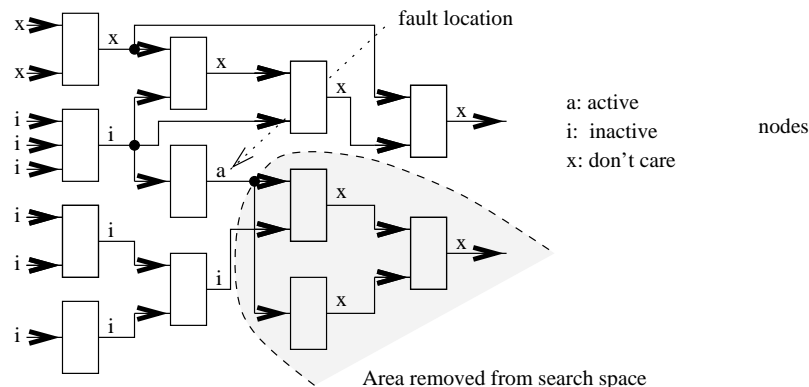 fault location
x
x
x
x
x
x
a: active
i: inactive
x: don't care
nodes
i
i
i
i
a
x
i
i
i
x
i
x
i
i
Area removed from search space